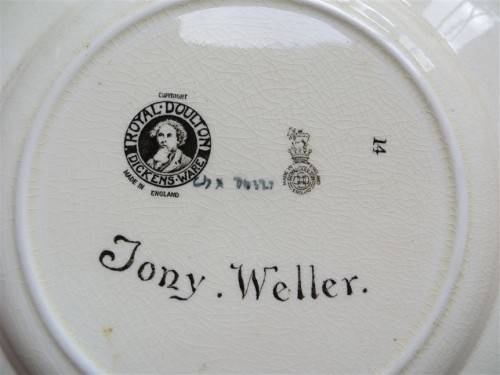 COPYRIGHT
ROYAL·DOULTON
DICKENS·WARE
MADE IN
ENGLAND
14
Tony . Weller.